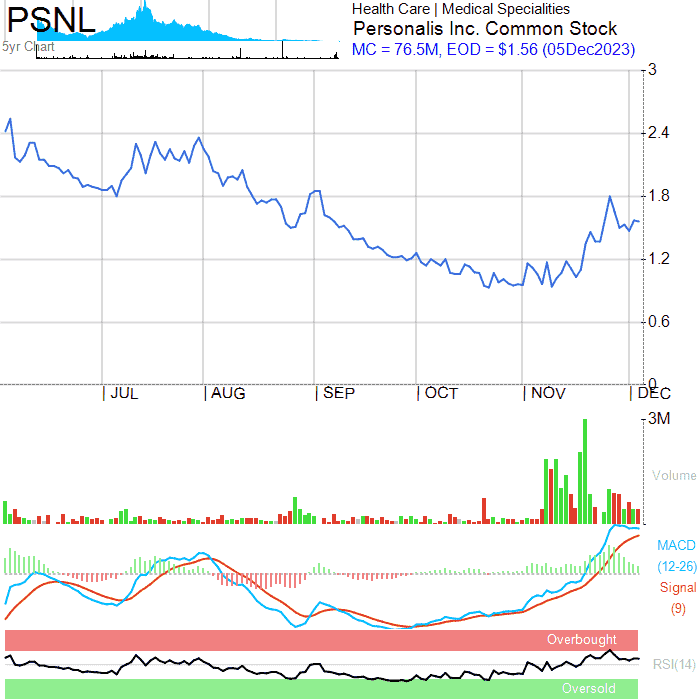 PSNL
5yr Chart
Health Care | Medical Specialities
Personalis Inc. Common Stock
MC = 76.5M, EOD = $1.56 (05Dec2023)
3
2.4
1.8
1.2
0.6
0
| JUL | AUG | SEP | OCT | NOV | DEC
3M
Volume
MACD
(12-26)
Signal
(9)
Overbought
RSI(14)
Oversold